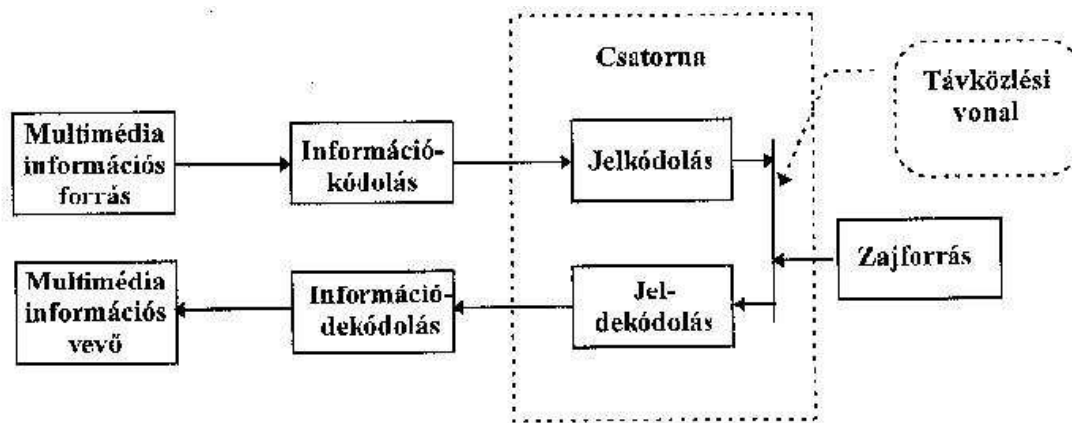 Csatorna
Távközlési
vonal
Multimédia
információs
forrás
Információ-
kódolás
Jelkódolás
Zajforrás
Multimédia
információs
vevő
Információ-
dekódolás
Jel-
dekódolás